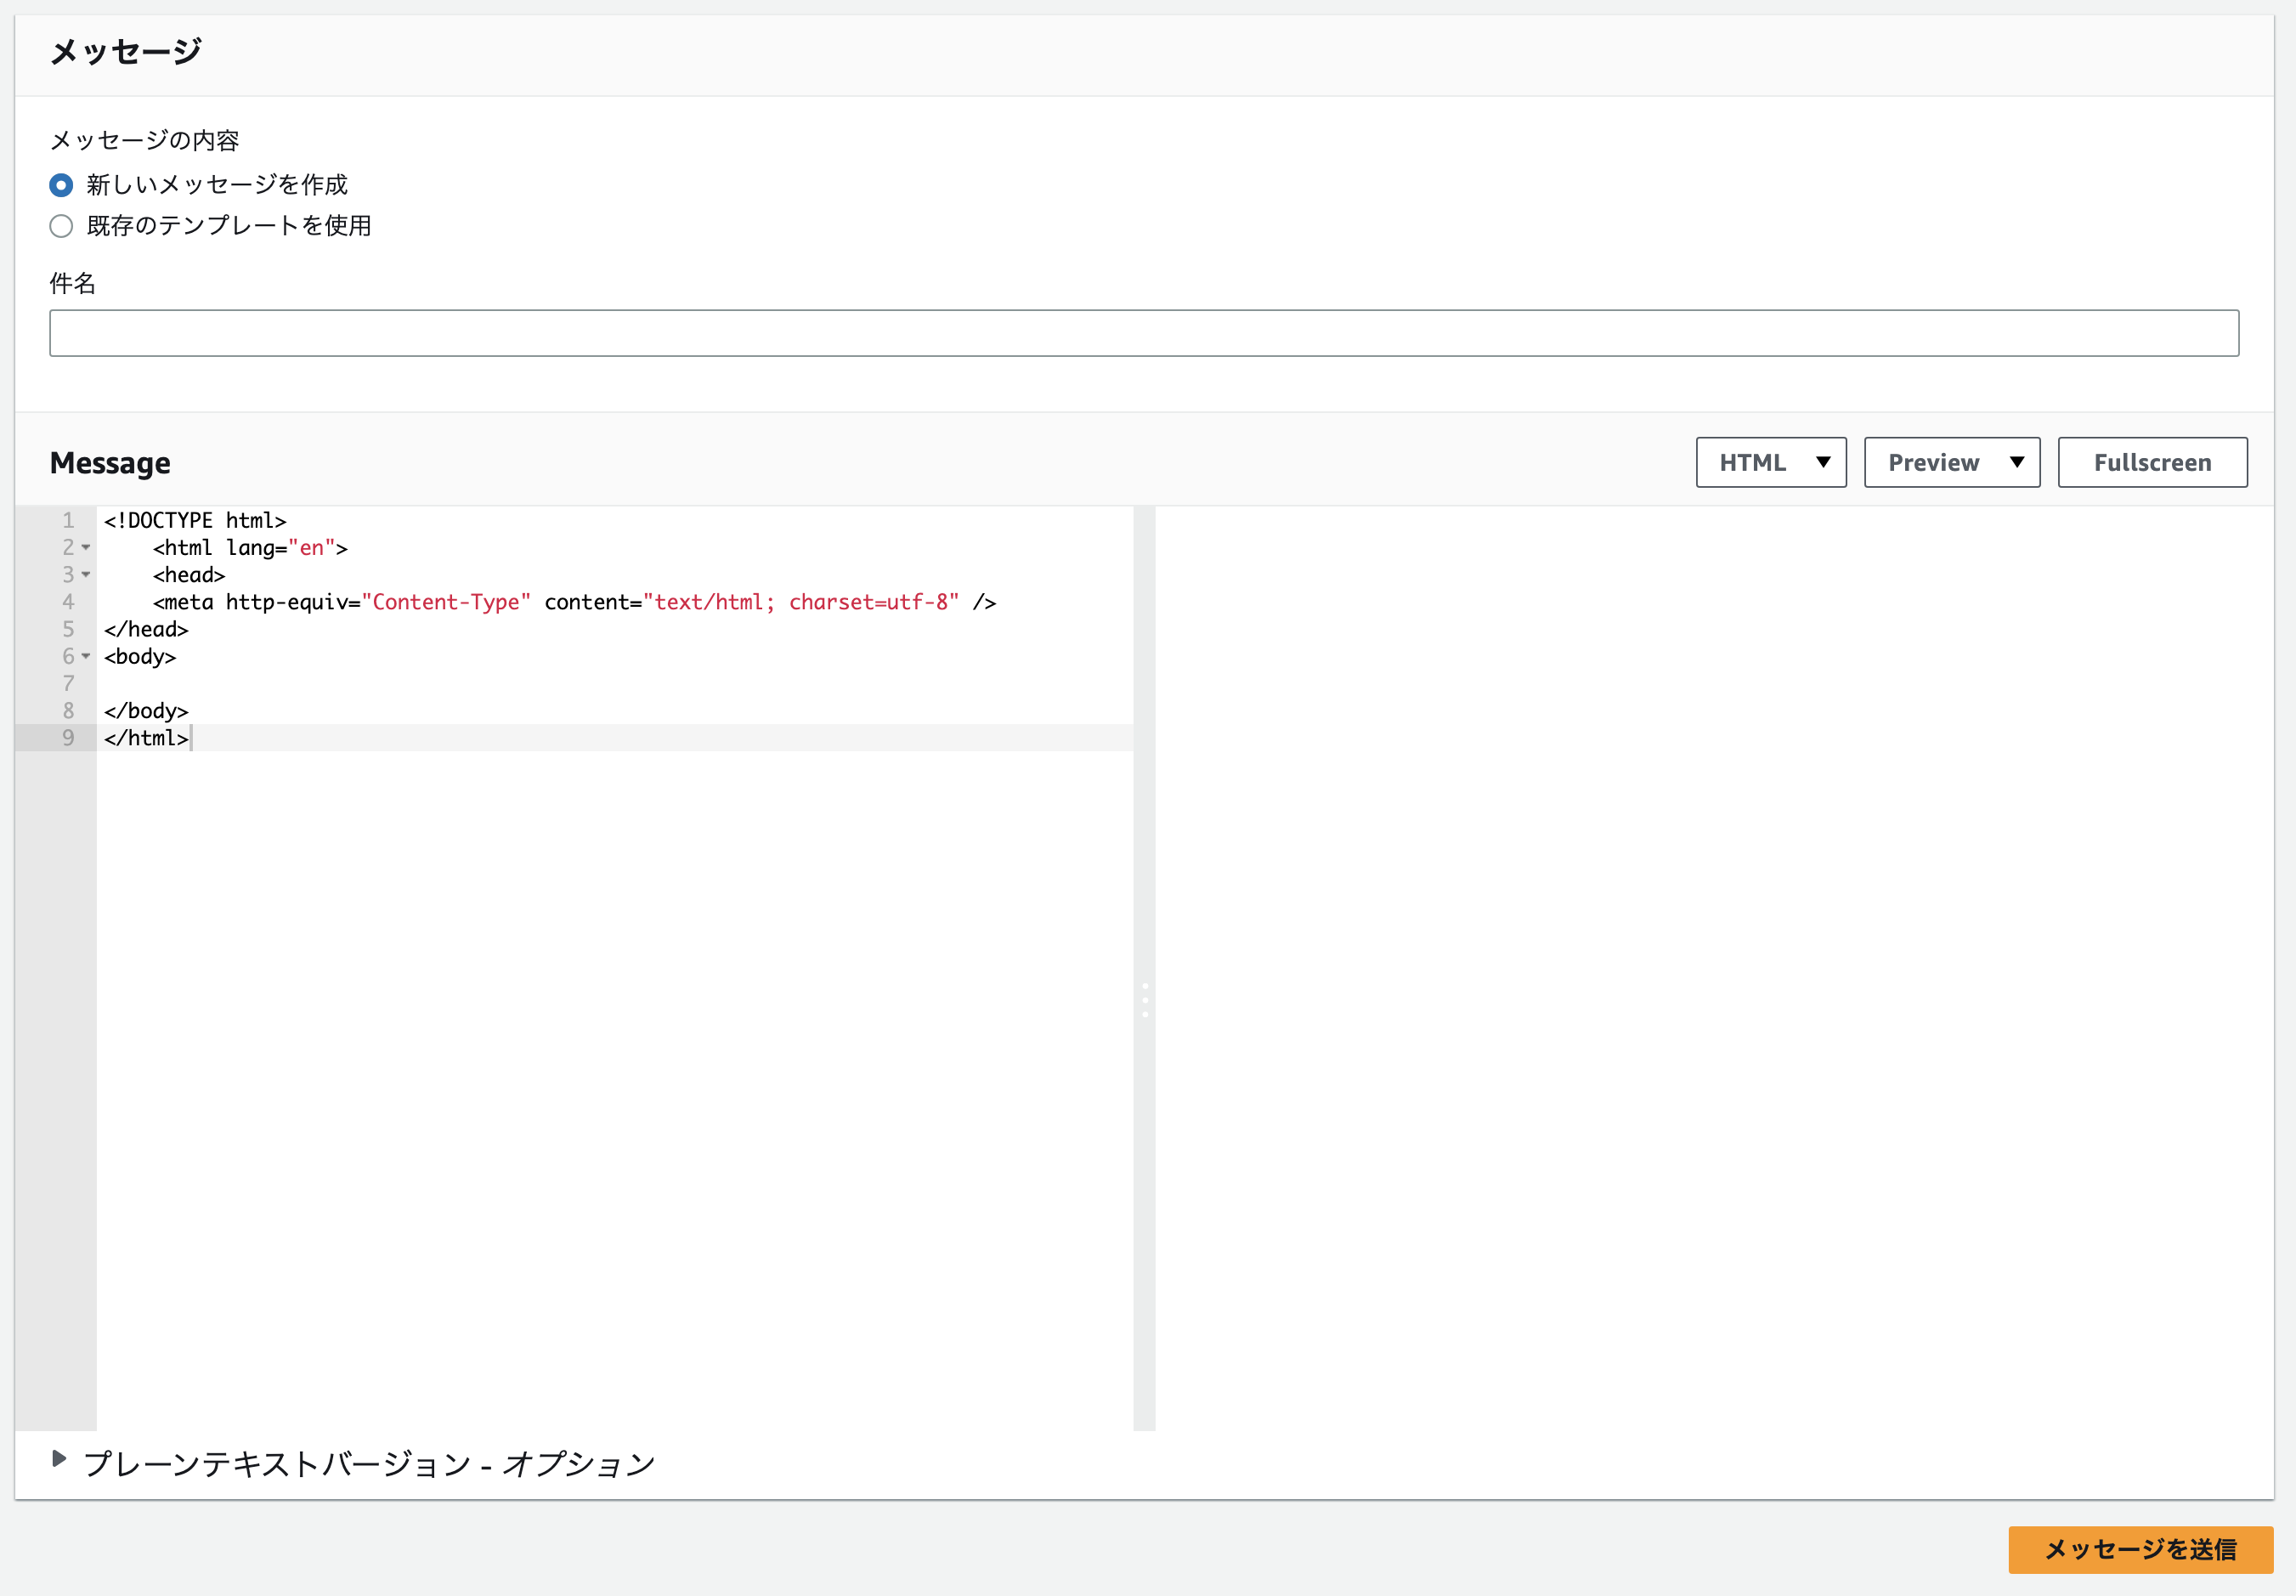 メッセージ
メッセージの内容
新しいメッセージを作成
既存のテンプレートを使用
件名
Message
HTML
Preview
Fullscreen
1 <!DOCTYPE html>
2     <html lang="en">
3     <head>
4     <meta http-equiv="Content-Type" content="text/html; charset=utf-8" />
5 </head>
6 <body>
7
8 </body>
9 </html>
プレーンテキストバージョン - オプション
メッセージを送信